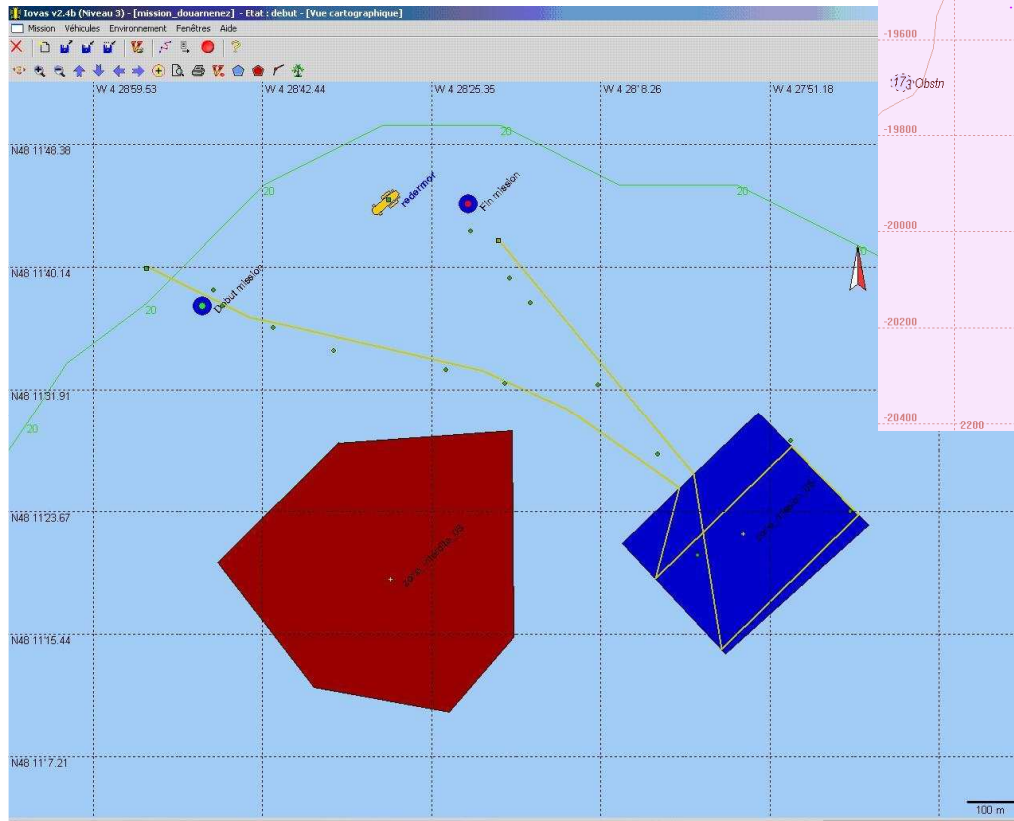 Iovas v2.4b (Niveau 3) - [mission_douarnenez] - Etat : debut - [Vue cartographique]
Mission Véhicules Environnement Fenêtres Aide
W 4 28'59.53
W 4 28'42.44
W 4 28'25.35
W 4 28'8.26
W 4 27'51.18
-19600
173 Obstn
-19800
N48 11'48.38
20
20
20
redermor
Fin mission
-20000
20
N48 11'40.14
Debut mission
20
-20200
N48 11'31.91
20
-20400
2200
N48 11'23.67
N48 11'15.44
N48 11'7.21
100 m